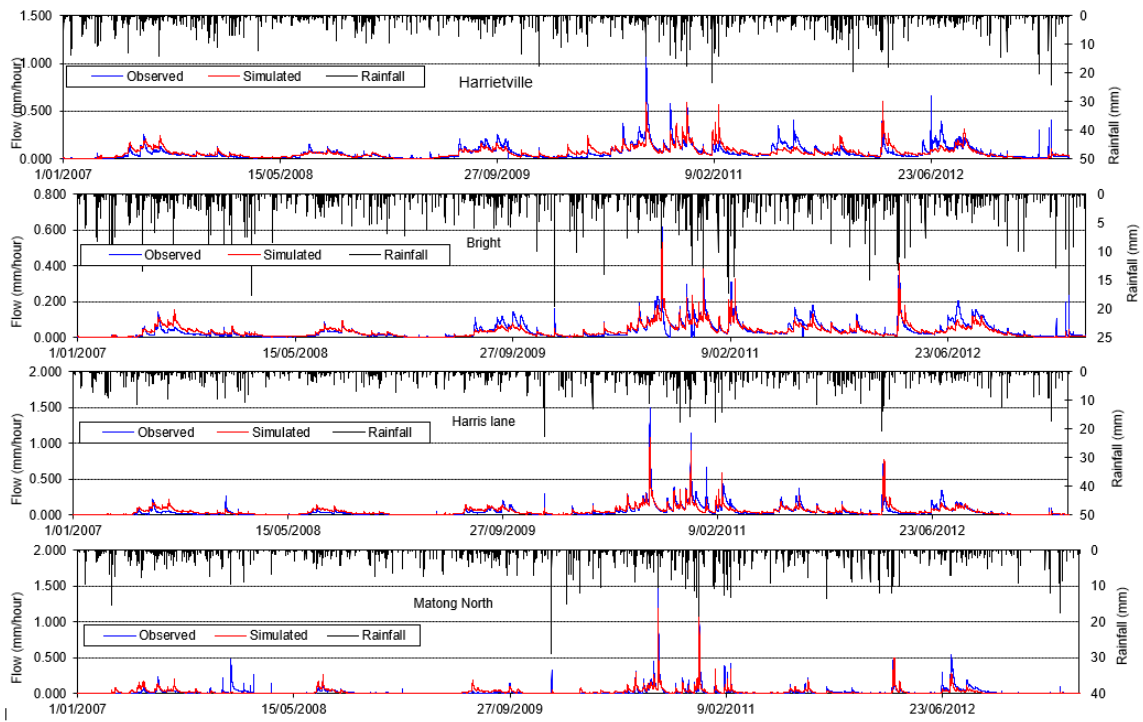 1.500 0
1.000 10
20
0.500 30
40
0.000 50
Flow (mm/hour)
Rainfall (mm)
Observed Simulated Rainfall
Harrietville
1/01/2007 15/05/2008 27/09/2009 9/02/2011 23/06/2012
0.800 0
0.600 5
0.400 10
15
0.200 20
0.000 25
Flow (mm/hour)
Rainfall (mm)
Bright
Observed Simulated Rainfall
1/01/2007 15/05/2008 27/09/2009 9/02/2011 23/06/2012
2.000 0
1.500 10
1.000 20
30
0.500 40
0.000 50
Flow (mm/hour)
Rainfall (mm)
Harris lane
Observed Simulated Rainfall
1/01/2007 15/05/2008 27/09/2009 9/02/2011 23/06/2012
2.000 0
1.500 10
1.000 20
0.500 30
0.000 40
Flow (mm/hour)
Rainfall (mm)
Matong North
Observed Simulated Rainfall
1/01/2007 15/05/2008 27/09/2009 9/02/2011 23/06/2012